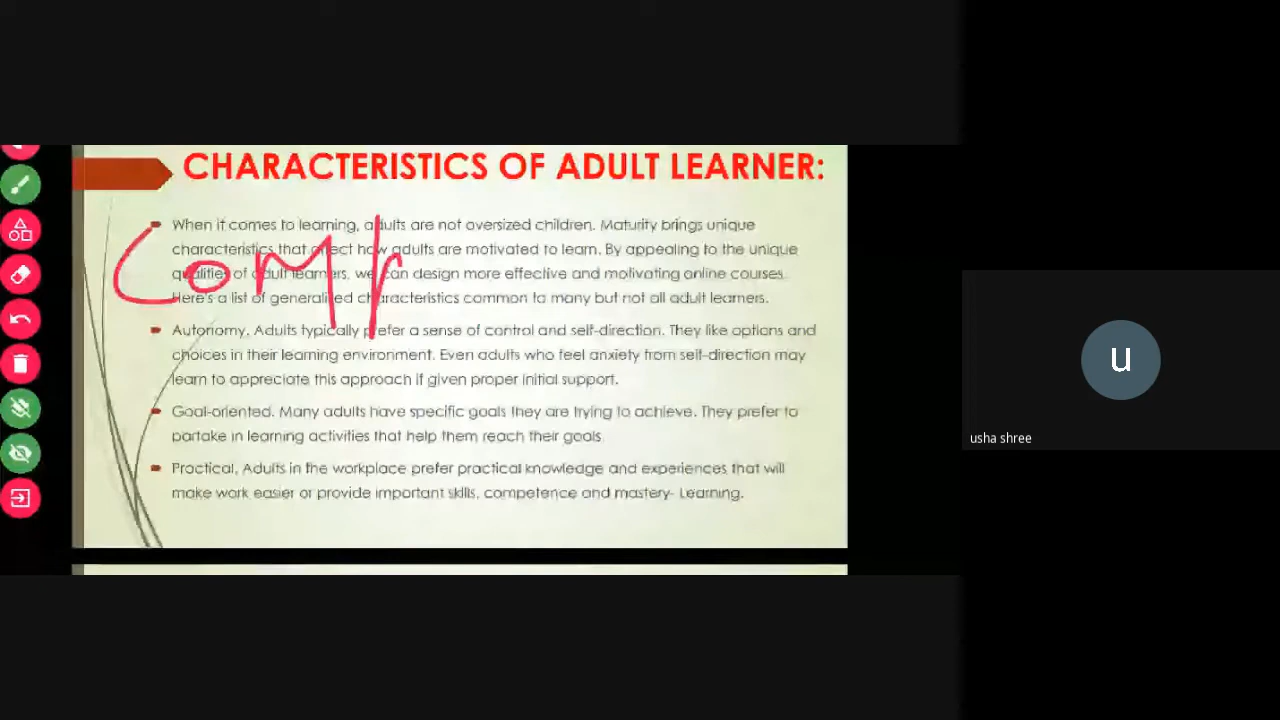 CHARACTERISTICS OF ADULT LEARNER:
When it comes to learning, adults are not oversized children. Maturity brings unique
characteristics that affect how adults are motivated to learn. By appealing to the unique
qualities of adult learners, we can design more effective and motivating online courses.
Here's a list of generalized characteristics common to many but not all adult learners.
Comp
Autonomy. Adults typically prefer a sense of control and self-direction. They like options and
choices in their learning environment. Even adults who feel anxiety from self-direction may
learn to appreciate this approach if given proper initial support.
Goal-oriented. Many adults have specific goals they are trying to achieve. They prefer to
partake in learning activities that help them reach their goals.
Practical. Adults in the workplace prefer practical knowledge and experiences that will
make work easier or provide important skills, competence and mastery- Learning.
u
usha shree